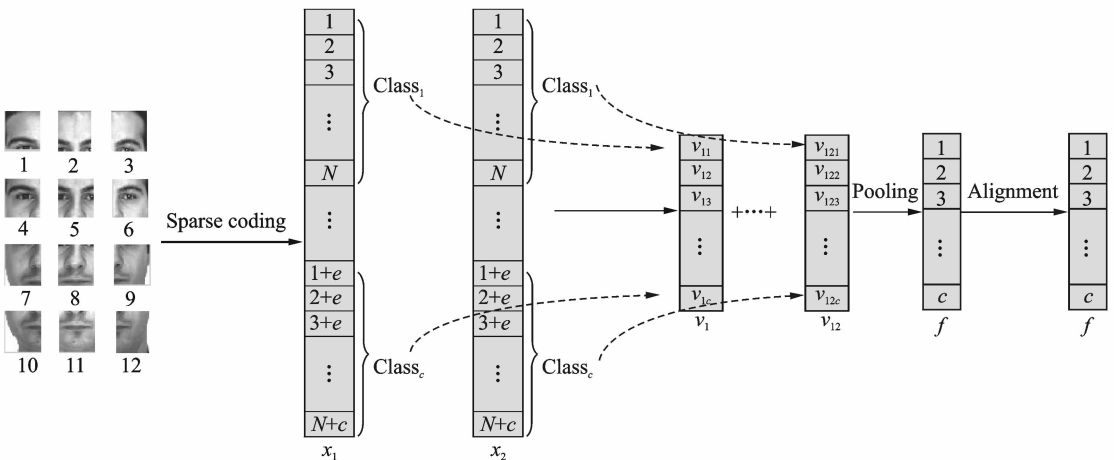 1 2 3
4 5 6
7 8 9
10 11 12
Sparse coding
1
2
3
⋮
N
⋮
1+e
2+e
3+e
⋮
N+c
x₁
Class₁
Class_c
1
2
3
⋮
N
⋮
1+e
2+e
3+e
⋮
N+c
x₂
Class₁
Class_c
v₁₁
v₁₂
v₁₃
⋮
v₁c
v₁
+⋯+
v₁₂₁
v₁₂₂
v₁₂₃
⋮
v₁₂c
v₁₂
Pooling
1
2
3
⋮
c
f
Alignment
1
2
3
⋮
c
f